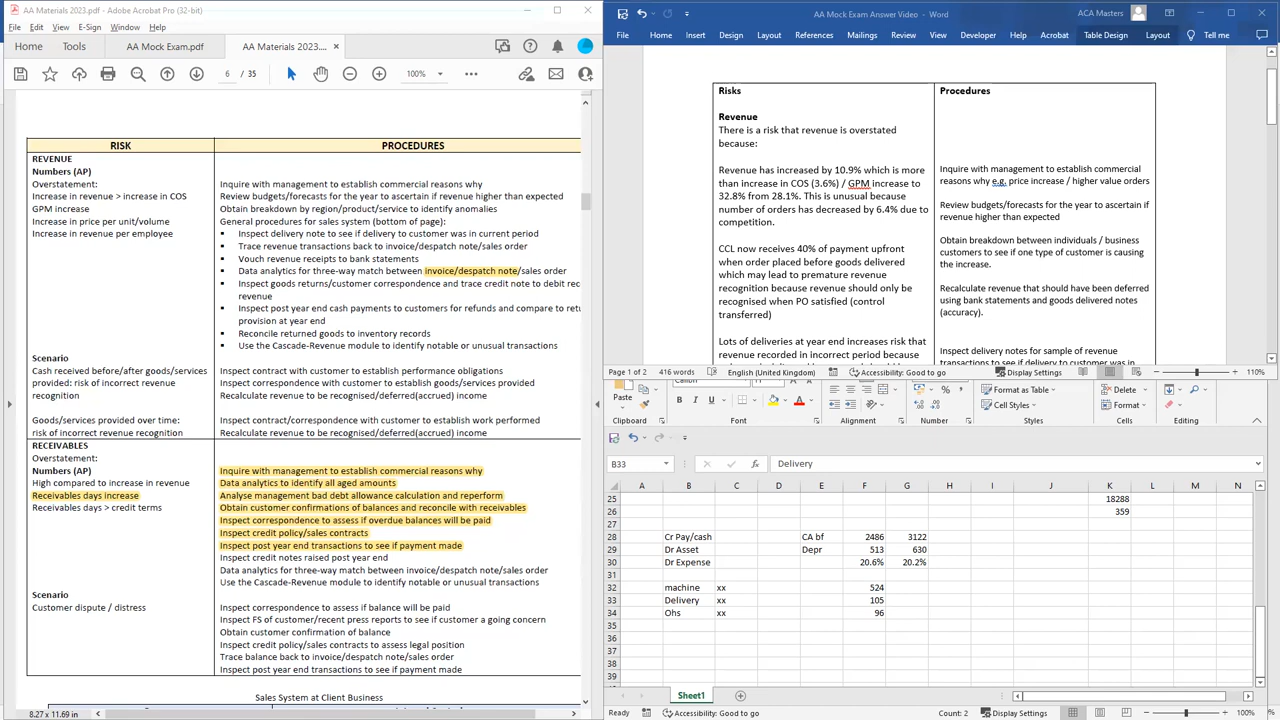 AA Materials 2023.pdf - Adobe Acrobat Pro (32-bit)
File Edit View E-Sign Window Help
Home Tools AA Mock Exam.pdf AA Materials 2023.... ×
6 / 35 100%
RISK PROCEDURES
REVENUE
Numbers (AP)
Overstatement: Inquire with management to establish commercial reasons why
Increase in revenue > increase in COS Review budgets/forecasts for the year to ascertain if revenue higher than expected
GPM increase Obtain breakdown by region/product/service to identify anomalies
Increase in price per unit/volume General procedures for sales system (bottom of page):
Increase in revenue per employee ▪ Inspect delivery note to see if delivery to customer was in current period
▪ Trace revenue transactions back to invoice/despatch note/sales order
▪ Vouch revenue receipts to bank statements
▪ Data analytics for three-way match between invoice/despatch note/sales order
▪ Inspect goods returns/customer correspondence and trace credit note to debit rec
revenue
▪ Inspect post year end cash payments to customers for refunds and compare to retu
provision at year end
▪ Reconcile returned goods to inventory records
▪ Use the Cascade-Revenue module to identify notable or unusual transactions
Scenario
Cash received before/after goods/services Inspect contract with customer to establish performance obligations
provided: risk of incorrect revenue Inspect correspondence with customer to establish goods/services provided
recognition Recalculate revenue to be recognised/deferred(accrued) income
Goods/services provided over time: Inspect contract/correspondence with customer to establish work performed
risk of incorrect revenue recognition Recalculate revenue to be recognised/deferred(accrued) income
RECEIVABLES
Overstatement:
Numbers (AP) Inquire with management to establish commercial reasons why
High compared to increase in revenue Data analytics to identify all aged amounts
Receivables days increase Analyse management bad debt allowance calculation and reperform
Receivables days > credit terms Obtain customer confirmations of balances and reconcile with receivables
Inspect correspondence to assess if overdue balances will be paid
Inspect credit policy/sales contracts
Inspect post year end transactions to see if payment made
Inspect credit notes raised post year end
Data analytics for three-way match between invoice/despatch note/sales order
Use the Cascade-Revenue module to identify notable or unusual transactions
Scenario
Customer dispute / distress Inspect correspondence to assess if balance will be paid
Inspect FS of customer/recent press reports to see if customer a going concern
Obtain customer confirmation of balance
Inspect credit policy/sales contracts to assess legal position
Trace balance back to invoice/despatch note/sales order
Inspect post year end transactions to see if payment made
Sales System at Client Business
8.27 x 11.69 in
AA Mock Exam Answer Video - Word ACA Masters
File Home Insert Design Layout References Mailings Review View Developer Help Acrobat Table Design Layout Tell me
Risks
Revenue
There is a risk that revenue is overstated
because:
Revenue has increased by 10.9% which is more
than increase in COS (3.6%) / GPM increase to
32.8% from 28.1%. This is unusual because
number of orders has decreased by 6.4% due to
competition.
CCL now receives 40% of payment upfront
when order placed before goods delivered
which may lead to premature revenue
recognition because revenue should only be
recognised when PO satisfied (control
transferred)
Lots of deliveries at year end increases risk that
revenue recorded in incorrect period because
Procedures
Inquire with management to establish commercial
reasons why e.g. price increase / higher value orders
Review budgets/forecasts for the year to ascertain if
revenue higher than expected
Obtain breakdown between individuals / business
customers to see if one type of customer is causing
the increase.
Recalculate revenue that should have been deferred
using bank statements and goods delivered notes
(accuracy).
Inspect delivery notes for sample of revenue
transactions to see if delivery to customer was in
Page 1 of 2 416 words English (United Kingdom) Accessibility: Good to go Display Settings 110%
Paste Calibri 11 B I U % Format as Table Cell Styles Delete Format
Clipboard Font Alignment Number Styles Cells Editing
B33 fx Delivery
A B C D E F G H I J K L M N
25 18288
26 359
27
28 Cr Pay/cash CA bf 2486 3122
29 Dr Asset Depr 513 630
30 Dr Expense 20.6% 20.2%
31
32 machine xx 524
33 Delivery xx 105
34 Ohs xx 96
35
36
37
38
39
Sheet1
Ready Accessibility: Good to go Count: 2 Display Settings 100%